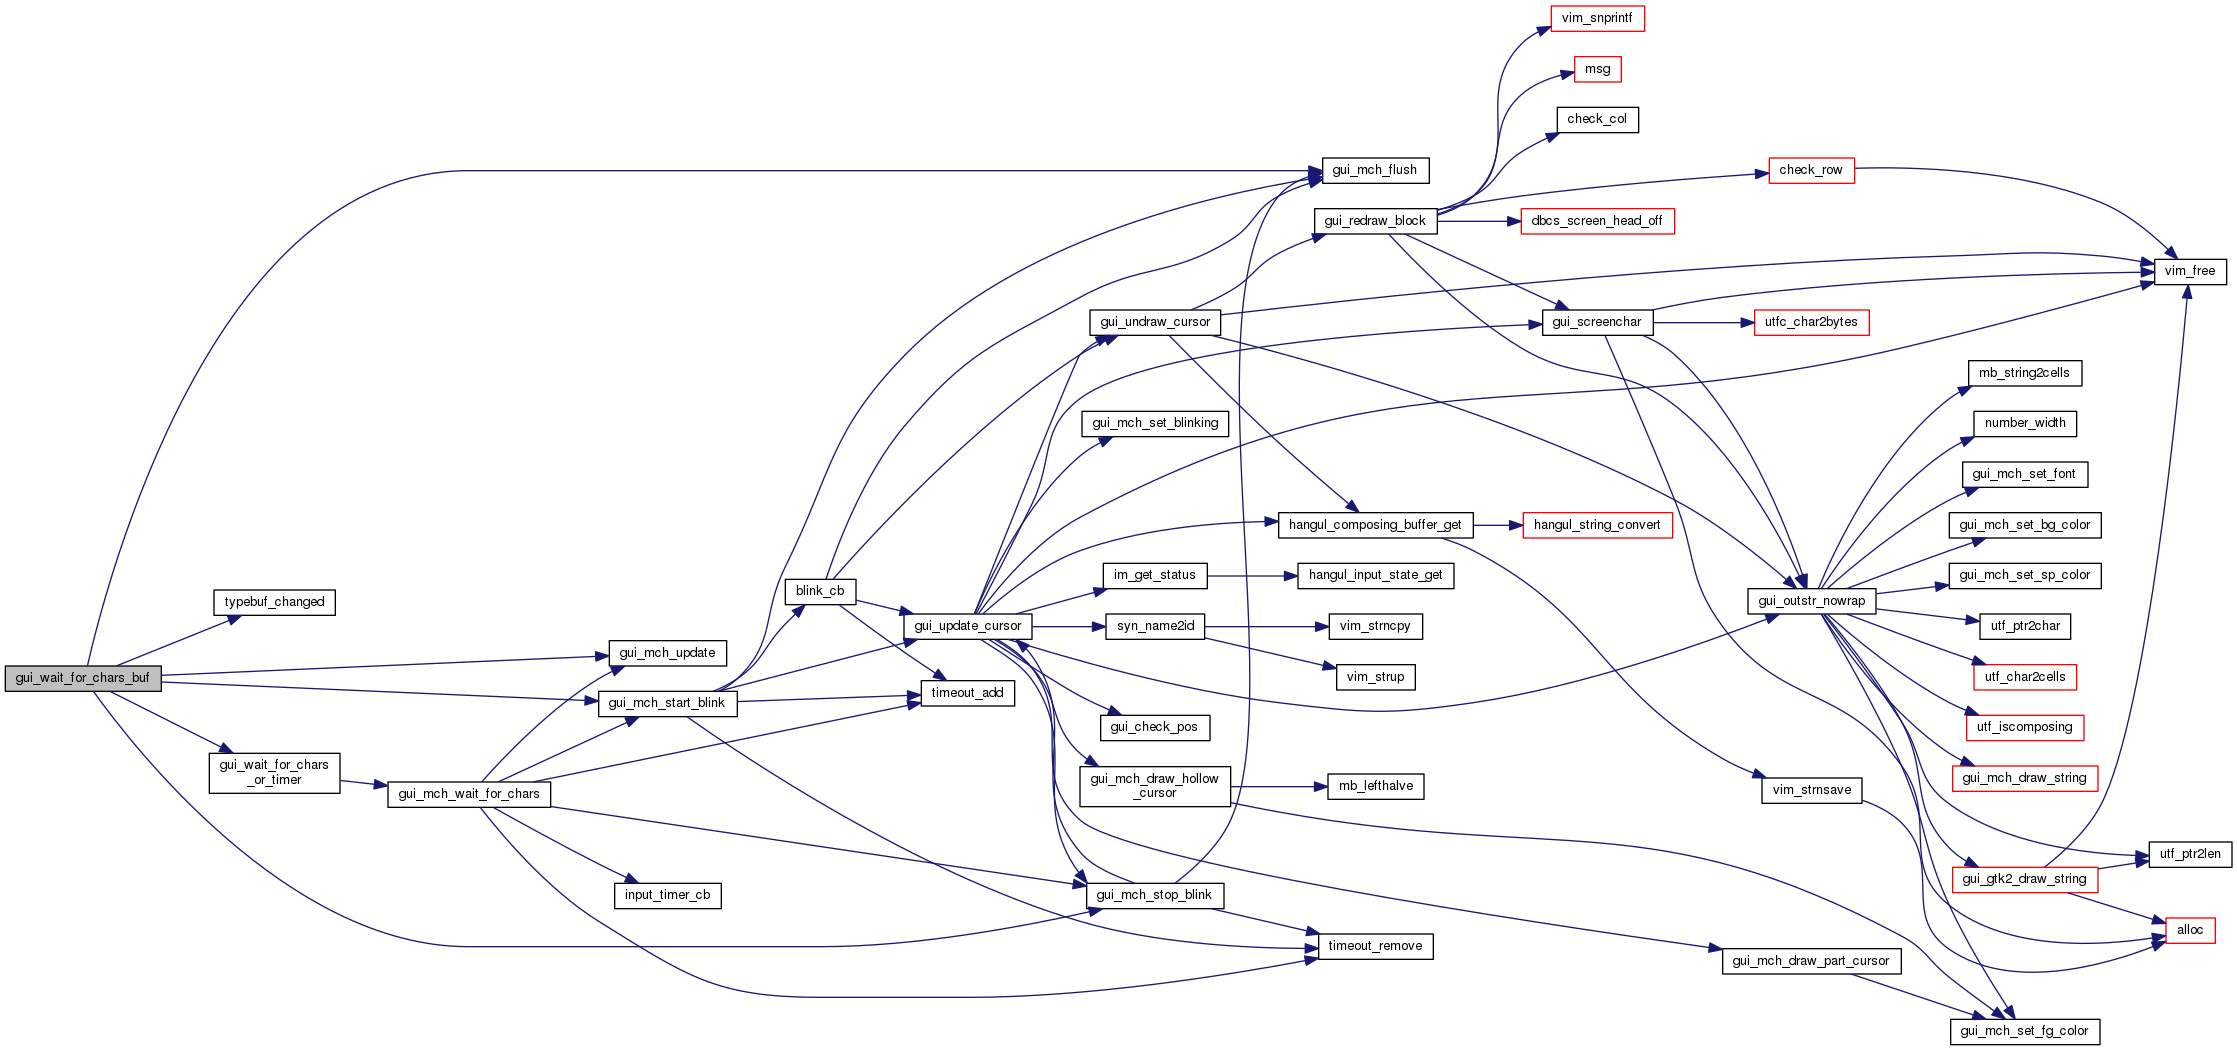 vim_snprintf
msg
check_col
gui_mch_flush
check_row
gui_redraw_block
dbcs_screen_head_off
vim_free
gui_undraw_cursor
gui_screenchar
utfc_char2bytes
mb_string2cells
gui_mch_set_blinking
number_width
gui_mch_set_font
hangul_composing_buffer_get
hangul_string_convert
gui_mch_set_bg_color
im_get_status
hangul_input_state_get
gui_mch_set_sp_color
blink_cb
typebuf_changed
gui_outstr_nowrap
gui_update_cursor
syn_name2id
vim_strncpy
utf_ptr2char
gui_mch_update
gui_wait_for_chars_buf
vim_strup
utf_char2cells
timeout_add
gui_mch_start_blink
gui_check_pos
utf_iscomposing
gui_wait_for_chars
_or_timer
gui_mch_draw_hollow
_cursor
mb_lefthalve
gui_mch_draw_string
gui_mch_wait_for_chars
vim_strnsave
utf_ptr2len
gui_gtk2_draw_string
input_timer_cb
gui_mch_stop_blink
alloc
timeout_remove
gui_mch_draw_part_cursor
gui_mch_set_fg_color